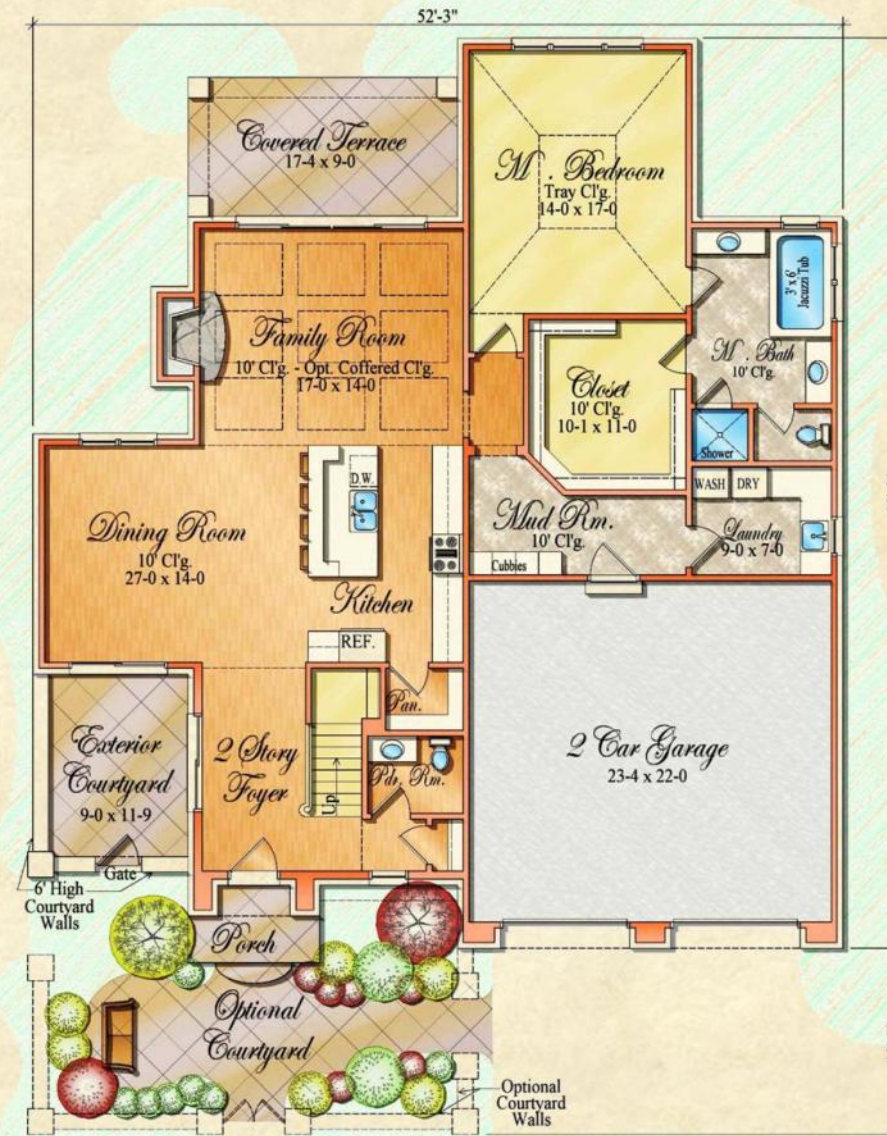 52'-3"
Covered Terrace
17-4 x 9-0
M. Bedroom
Tray Cl'g.
14-0 x 17-0
3' x 6'
Jacuzzi Tub
Family Room
10' Cl'g. - Opt. Coffered Cl'g.
17-0 x 14-0
M. Bath
10' Cl'g.
Closet
10' Cl'g.
10-1 x 11-0
Shower
D.W.
WASH
DRY
Dining Room
10' Cl'g.
27-0 x 14-0
Mud Rm.
10' Cl'g.
Laundry
9-0 x 7-0
Cubbies
Kitchen
REF.
Pan.
Exterior
Courtyard
9-0 x 11-9
2 Story
Foyer
Up
Pdr. Rm.
2 Car Garage
23-4 x 22-0
Gate
6' High
Courtyard
Walls
Porch
Optional
Courtyard
Optional
Courtyard
Walls